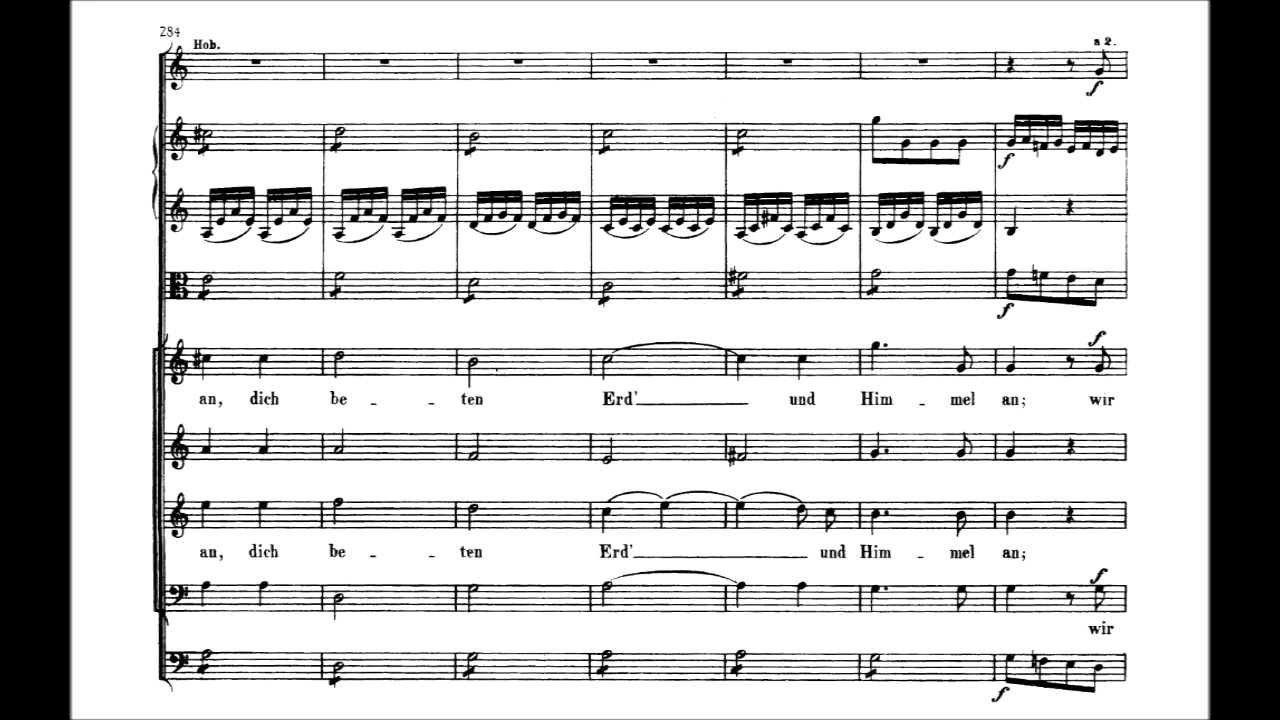 284
Hob. a 2.
f
f
f
f
an, dich be - - ten Erd' und Him - mel an; wir
an, dich be - - ten Erd' und Him - mel an;
f
wir
f